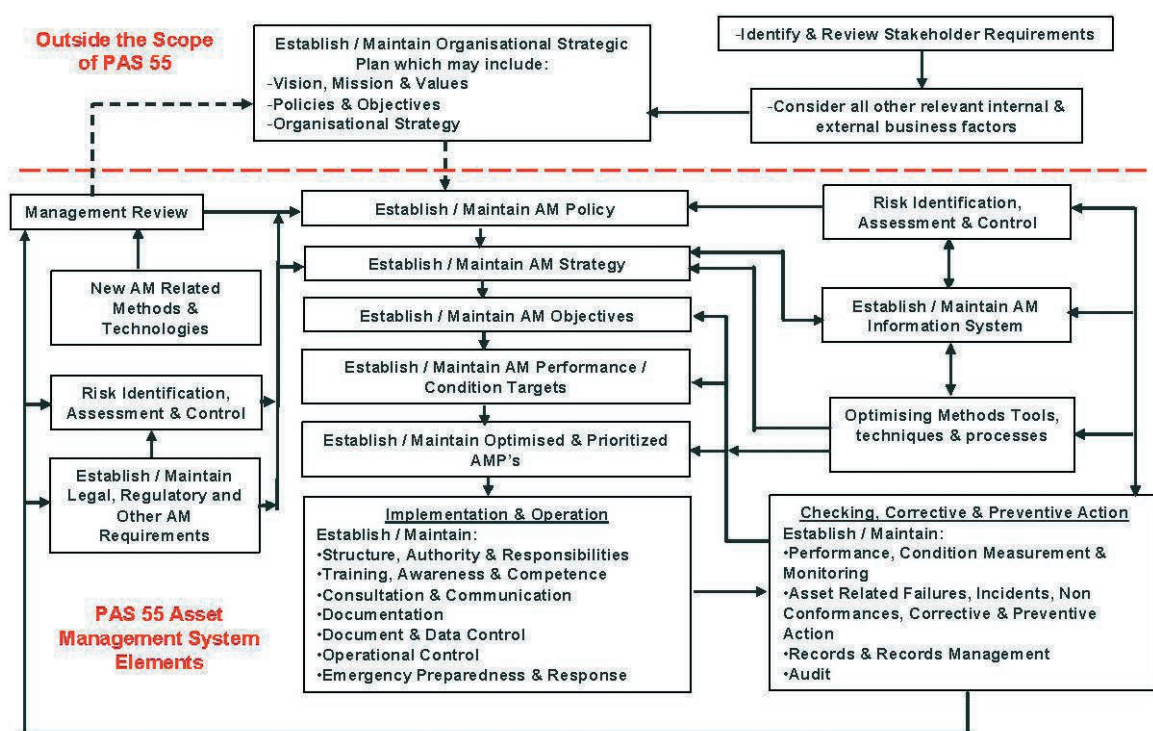 Outside the Scope
of PAS 55
Establish / Maintain Organisational Strategic
Plan which may include:
-Vision, Mission & Values
-Policies & Objectives
-Organisational Strategy
-Identify & Review Stakeholder Requirements
-Consider all other relevant internal &
external business factors
Management Review
Establish / Maintain AM Policy
Risk Identification,
Assessment & Control
New AM Related
Methods &
Technologies
Establish / Maintain AM Strategy
Establish / Maintain AM Objectives
Establish / Maintain AM
Information System
Establish / Maintain AM Performance /
Condition Targets
Risk Identification,
Assessment & Control
Optimising Methods Tools,
techniques & processes
Establish / Maintain Optimised & Prioritized
AMP's
Establish / Maintain
Legal, Regulatory and
Other AM
Requirements
Implementation & Operation
Establish / Maintain:
•Structure, Authority & Responsibilities
•Training, Awareness & Competence
•Consultation & Communication
•Documentation
•Document & Data Control
•Operational Control
•Emergency Preparedness & Response
Checking, Corrective & Preventive Action
Establish / Maintain:
•Performance, Condition Measurement &
Monitoring
•Asset Related Failures, Incidents, Non
Conformances, Corrective & Preventive
Action
•Records & Records Management
•Audit
PAS 55 Asset
Management System
Elements